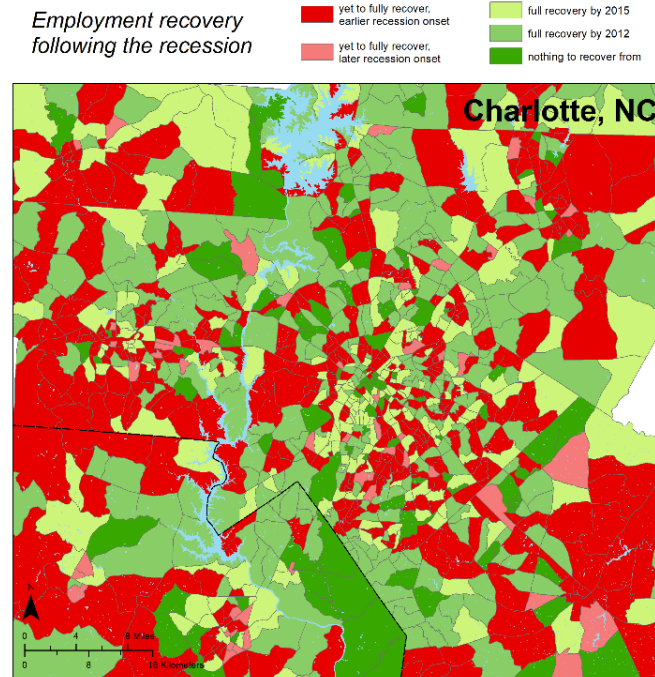 Employment recovery
following the recession
yet to fully recover,
earlier recession onset
yet to fully recover,
later recession onset
full recovery by 2015
full recovery by 2012
nothing to recover from
Charlotte, NC
N
0 4 8 Miles
0 8 16 Kilometers